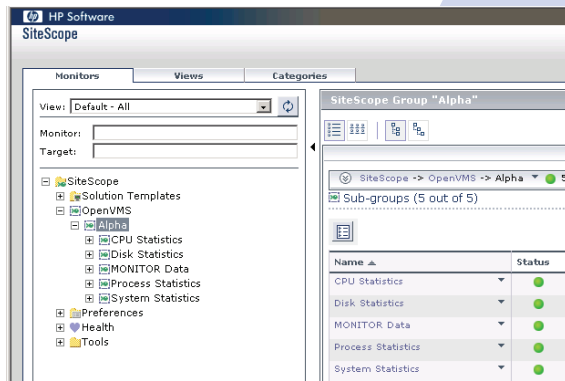 HP Software
SiteScope
Monitors Views Categories
View: Default - All
Monitor:
Target:
SiteScope
Solution Templates
OpenVMS
Alpha
CPU Statistics
Disk Statistics
MONITOR Data
Process Statistics
System Statistics
Preferences
Health
Tools
SiteScope Group "Alpha"
SiteScope -> OpenVMS -> Alpha 5
Sub-groups (5 out of 5)
Name Status
CPU Statistics
Disk Statistics
MONITOR Data
Process Statistics
System Statistics